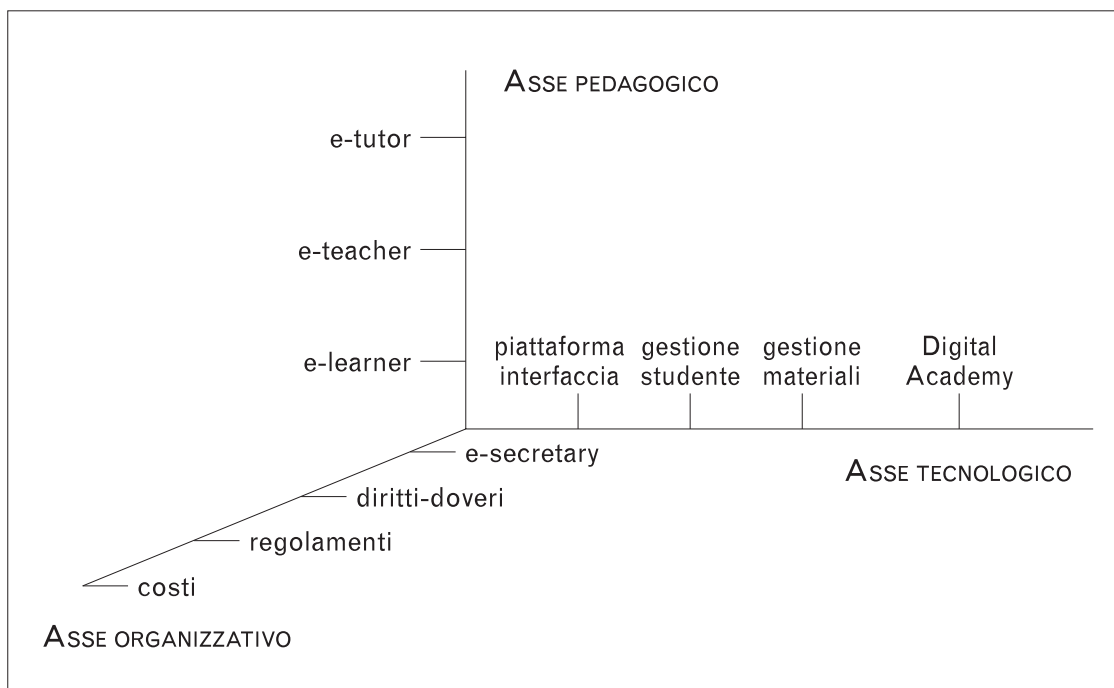 ASSE PEDAGOGICO
e-tutor
e-teacher
e-learner
piattaforma interfaccia
gestione studente
gestione materiali
Digital Academy
e-secretary
ASSE TECNOLOGICO
diritti-doveri
regolamenti
costi
ASSE ORGANIZZATIVO